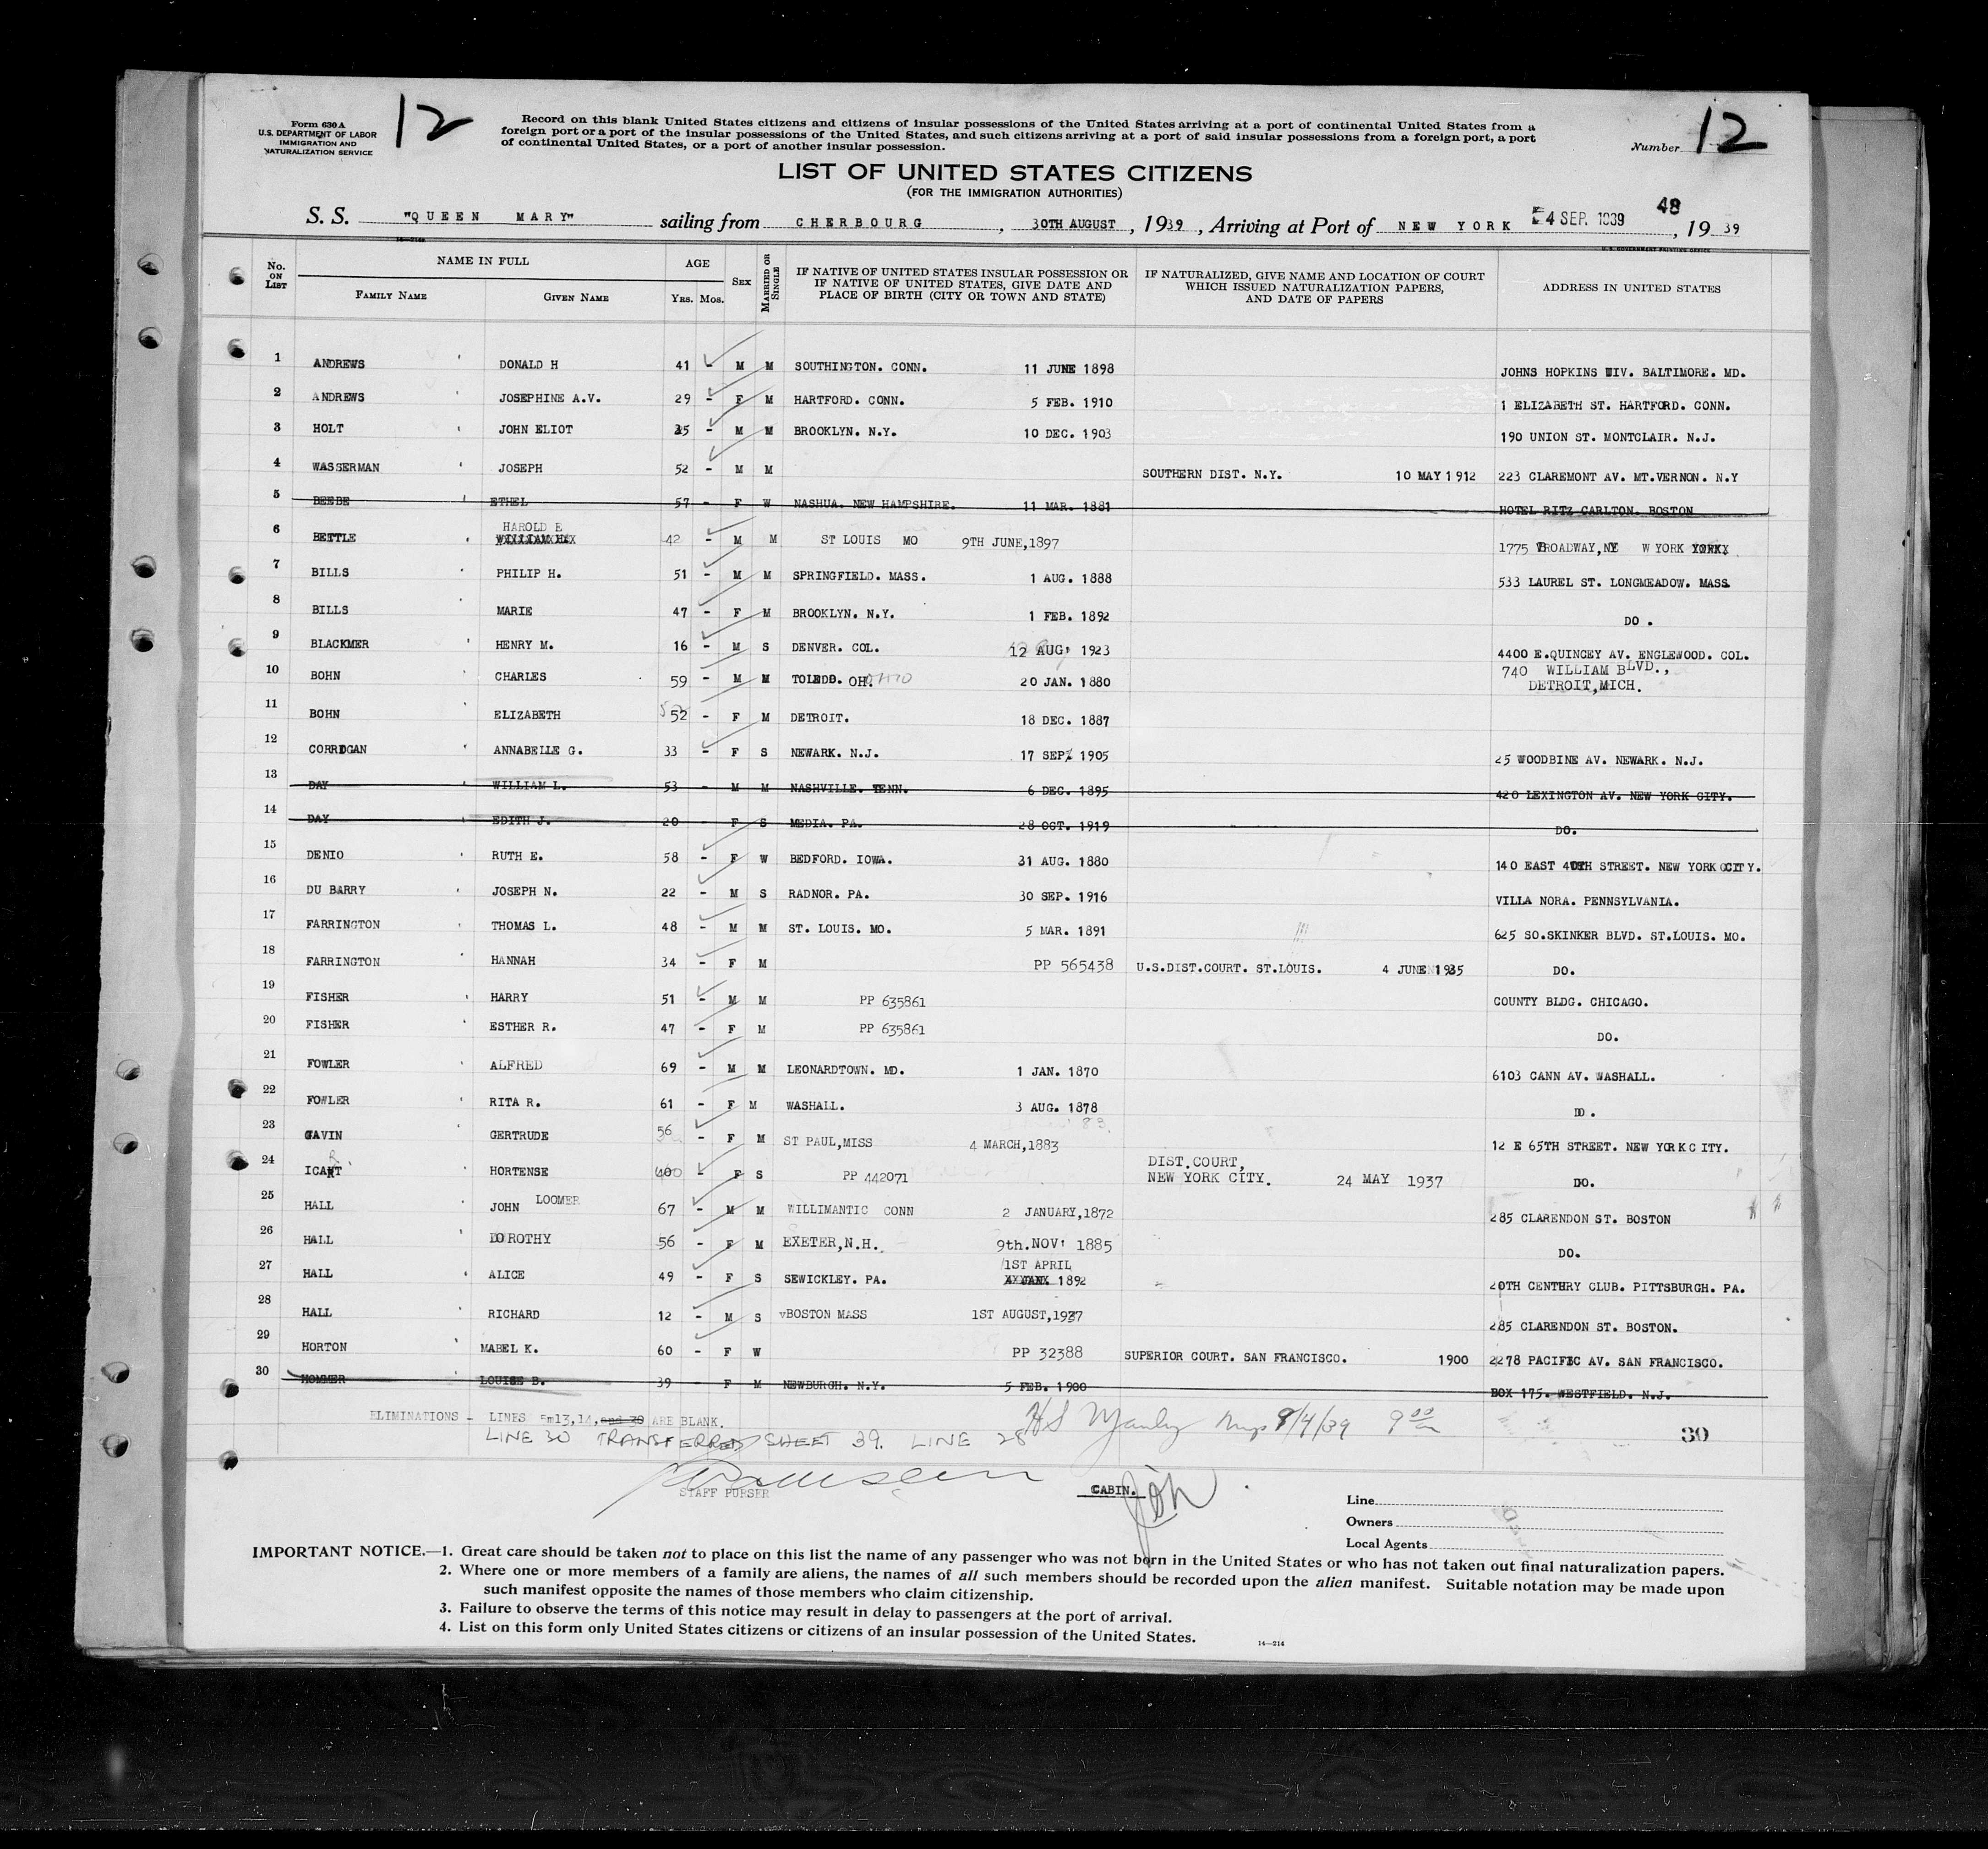 Form 630 A
U.S. DEPARTMENT OF LABOR
IMMIGRATION AND
NATURALIZATION SERVICE
12
Record on this blank United States citizens and citizens of insular possessions of the United States arriving at a port of continental United States from a
foreign port or a port of the insular possessions of the United States, and such citizens arriving at a port of said insular possessions from a foreign port, a port
of continental United States, or a port of another insular possession.
Number 12
LIST OF UNITED STATES CITIZENS
(FOR THE IMMIGRATION AUTHORITIES)
S. S. "QUEEN MARY" sailing from CHERBOURG, 30TH AUGUST, 1939, Arriving at Port of NEW YORK 4 SEP. 1939 48, 19 39
U.S. GOVERNMENT PRINTING OFFICE
No. ON LIST NAME IN FULL AGE SEX MARRIED OR SINGLE IF NATIVE OF UNITED STATES INSULAR POSSESSION OR IF NATIVE OF UNITED STATES, GIVE DATE AND PLACE OF BIRTH (CITY OR TOWN AND STATE) IF NATURALIZED, GIVE NAME AND LOCATION OF COURT WHICH ISSUED NATURALIZATION PAPERS, AND DATE OF PAPERS ADDRESS IN UNITED STATES
FAMILY NAME GIVEN NAME YRS. MOS.
1 ANDREWS DONALD H 41 - M M SOUTHINGTON. CONN. 11 JUNE 1898 JOHNS HOPKINS UIV. BALTIMORE. MD.
2 ANDREWS JOSEPHINE A.V. 29 - F M HARTFORD. CONN. 5 FEB. 1910 1 ELIZABETH ST. HARTFORD. CONN.
3 HOLT JOHN ELIOT 35 - M M BROOKLYN. N.Y. 10 DEC. 1903 190 UNION ST. MONTCLAIR. N.J.
4 WASSERMAN JOSEPH 52 - M M SOUTHERN DIST. N.Y. 10 MAY 1912 223 CLAREMONT AV. MT.VERNON. N.Y
5 BEEBE ETHEL 57 - F W NASHUA. NEW HAMPSHIRE. 11 MAR. 1881 HOTEL RITZ CARLTON. BOSTON
6 BETTLE HAROLD E 42 - M M ST LOUIS MO 9TH JUNE,1897 1775 BROADWAY,NY W YORK
7 BILLS PHILIP H. 51 - M M SPRINGFIELD. MASS. 1 AUG. 1888 533 LAUREL ST. LONGMEADOW. MASS
8 BILLS MARIE 47 - F M BROOKLYN. N.Y. 1 FEB. 1892 DO .
9 BLACKMER HENRY M. 16 - M S DENVER. COL. 12 AUG. 1923 4400 E.QUINCEY AV. ENGLEWOOD. COL.
10 BOHN CHARLES 59 - M M TOLEDO. OH. OHIO 20 JAN. 1880 740 WILLIAM BLVD.,
DETROIT,MICH.
11 BOHN ELIZABETH 52 - F M DETROIT. 18 DEC. 1887
12 CORRIGAN ANNABELLE G. 33 - F S NEWARK. N.J. 17 SEP. 1905 25 WOODBINE AV. NEWARK. N.J.
13 DAY WILLIAM L. 53 - M M NASHVILLE. TENN. 6 DEC. 1895 420 LEXINGTON AV. NEW YORK CITY.
14 DAY EDITH J. 20 - F S MEDIA. PA. 28 OCT. 1919 DO.
15 DENIO RUTH E. 58 - F W BEDFORD. IOWA. 31 AUG. 1880 140 EAST STREET. NEW YORK CITY.
16 DU BARRY JOSEPH N. 22 - M S RADNOR. PA. 30 SEP. 1916 VILLA NORA. PENNSYLVANIA.
17 FARRINGTON THOMAS L. 48 - M M ST. LOUIS. MO. 5 MAR. 1891 625 SO.SKINKER BLVD. ST.LOUIS. MO.
18 FARRINGTON HANNAH 34 - F M PP 565438 U.S.DIST.COURT. ST.LOUIS. 4 JUNE 1935 DO.
19 FISHER HARRY 51 - M M PP 635861 COUNTY BLDG. CHICAGO.
20 FISHER ESTHER R. 47 - F M PP 635861 DO.
21 FOWLER ALFRED 69 - M M LEONARDTOWN. MD. 1 JAN. 1870 6103 CANN AV. WASHALL.
22 FOWLER RITA R. 61 - F M WASHALL. 3 AUG. 1878 DO .
23 GAVIN GERTRUDE 56 - F M ST PAUL,MISS 4 MARCH,1883 12 E 65TH STREET. NEW YORK CITY.
24 ICART HORTENSE 40 - F S PP 442071 DIST.COURT,
NEW YORK CITY. 24 MAY 1937 DO.
25 HALL JOHN LOOMER 67 - M M WILLIMANTIC CONN 2 JANUARY,1872 285 CLARENDON ST. BOSTON
26 HALL DOROTHY 56 - F M EXETER,N.H. 9th.NOV. 1885 DO.
27 HALL ALICE 49 - F S SEWICKLEY. PA. 1ST APRIL 1892 20TH CENTHRY CLUB. PITTSBURGH. PA.
28 HALL RICHARD 12 - M S BOSTON MASS 1ST AUGUST,1927 285 CLARENDON ST. BOSTON.
29 HORTON MABEL K. 60 - F W PP 32388 SUPERIOR COURT. SAN FRANCISCO. 1900 2278 PACIFIC AV. SAN FRANCISCO.
30 HOMMER LOUISE B. 39 - F M NEWBURGH. N.Y. 5 FEB. 1900 BOX 175. WESTFIELD. N.J.
ELIMINATIONS - LINES 5m13,14, and 30 ARE BLANK.
LINE 30 TRANSFERRED SHEET 39. LINE 28
9/4/39 9 00
30
STAFF PURSER
CABIN.
Line
Owners
Local Agents
IMPORTANT NOTICE.—1. Great care should be taken not to place on this list the name of any passenger who was not born in the United States or who has not taken out final naturalization papers.
2. Where one or more members of a family are aliens, the names of all such members should be recorded upon the alien manifest. Suitable notation may be made upon
such manifest opposite the names of those members who claim citizenship.
3. Failure to observe the terms of this notice may result in delay to passengers at the port of arrival.
4. List on this form only United States citizens or citizens of an insular possession of the United States.
14—214